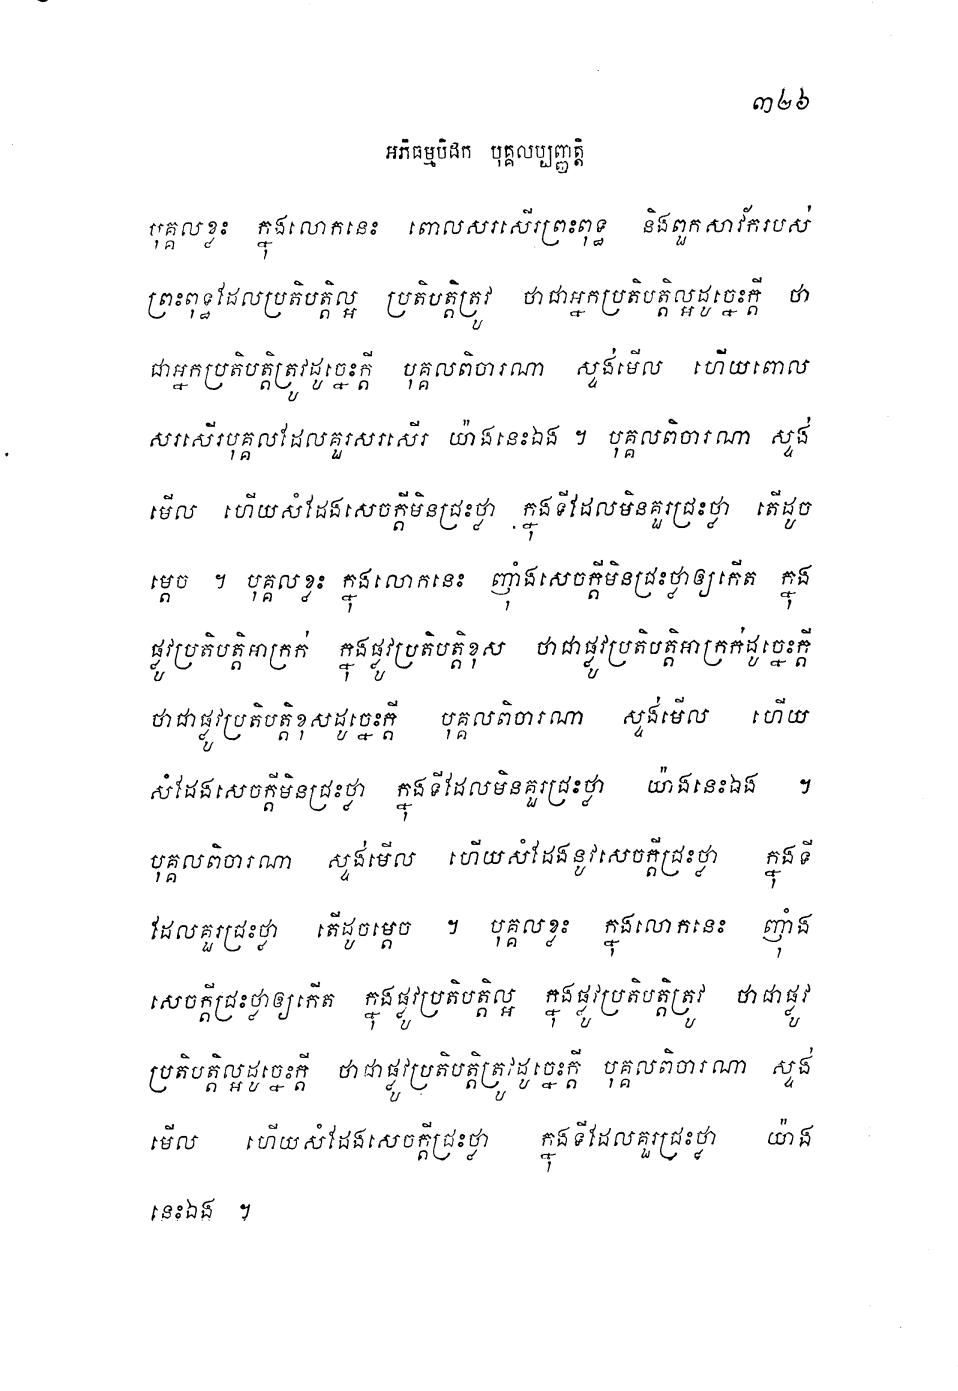 ៣២៦
អភិធម្មបិដក បុគ្គលប្បញ្ញត្តិ
បុគ្គលខ្លះ ក្នុងលោកនេះ ពោលសរសើរព្រះពុទ្ធ និងពួកសាវ័ករបស់
ព្រះពុទ្ធដែលប្រតិបត្តិល្អ ប្រតិបត្តិត្រូវ ថាជាអ្នកប្រតិបត្តិល្អដូច្នេះក្តី ថា
ជាអ្នកប្រតិបត្តិត្រូវដូច្នេះក្តី បុគ្គលពិចារណា ស្ទង់មើល ហើយពោល
សរសើរបុគ្គលដែលគួរសរសើរ យ៉ាងនេះឯង ។ បុគ្គលពិចារណា ស្ទង់
មើល ហើយសំដែងសេចក្តីមិនជ្រះថ្លា ក្នុងទីដែលមិនគួរជ្រះថ្លា តើដូច
ម្តេច ។ បុគ្គលខ្លះ ក្នុងលោកនេះ ញុំាងសេចក្តីមិនជ្រះថ្លាឲ្យកើត ក្នុង
ផ្លូវប្រតិបត្តិអាក្រក់ ក្នុងផ្លូវប្រតិបត្តិខុស ថាជាផ្លូវប្រតិបត្តិអាក្រក់ដូច្នេះក្តី
ថាជាផ្លូវប្រតិបត្តិខុសដូច្នេះក្តី បុគ្គលពិចារណា ស្ទង់មើល ហើយ
សំដែងសេចក្តីមិនជ្រះថ្លា ក្នុងទីដែលមិនគួរជ្រះថ្លា យ៉ាងនេះឯង ។
បុគ្គលពិចារណា ស្ទង់មើល ហើយសំដែងនូវសេចក្តីជ្រះថ្លា ក្នុងទី
ដែលគួរជ្រះថ្លា តើដូចម្តេច ។ បុគ្គលខ្លះ ក្នុងលោកនេះ ញុំាង
សេចក្តីជ្រះថ្លាឲ្យកើត ក្នុងផ្លូវប្រតិបត្តិល្អ ក្នុងផ្លូវប្រតិបត្តិត្រូវ ថាជាផ្លូវ
ប្រតិបត្តិល្អដូច្នេះក្តី ថាជាផ្លូវប្រតិបត្តិត្រូវដូច្នេះក្តី បុគ្គលពិចារណា ស្ទង់
មើល ហើយសំដែងសេចក្តីជ្រះថ្លា ក្នុងទីដែលគួរជ្រះថ្លា យ៉ាង
នេះឯង ។